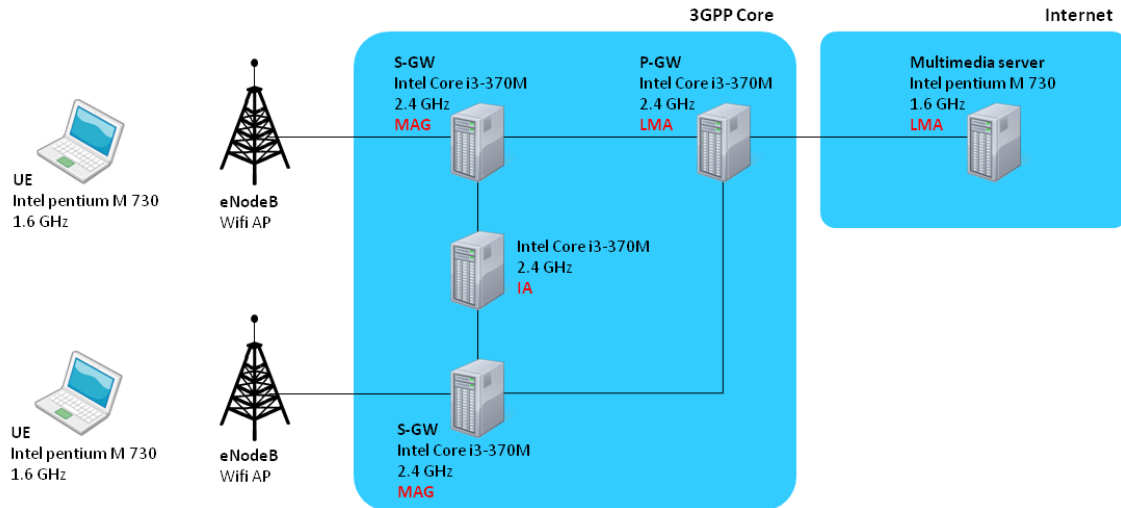 3GPP Core
Internet
S-GW
Intel Core i3-370M
2.4 GHz
MAG
P-GW
Intel Core i3-370M
2.4 GHz
LMA
Multimedia server
Intel pentium M 730
1.6 GHz
LMA
UE
Intel pentium M 730
1.6 GHz
eNodeB
Wifi AP
Intel Core i3-370M
2.4 GHz
IA
UE
Intel pentium M 730
1.6 GHz
eNodeB
Wifi AP
S-GW
Intel Core i3-370M
2.4 GHz
MAG